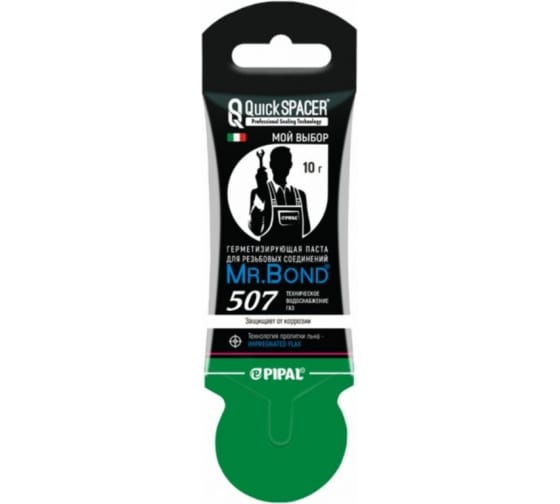 QuickSPACER®
Professional Sealing Technology
МОЙ ВЫБОР
10 г
PIPAL
ГЕРМЕТИЗИРУЮЩАЯ ПАСТА
ДЛЯ РЕЗЬБОВЫХ СОЕДИНЕНИЙ
MR.BOND®
507
ТЕХНИЧЕСКОЕ
ВОДОСНАБЖЕНИЕ
ГАЗ
Защищает от коррозии
Технология пропитки льна -
IMPREGNATED FLAX
PIPAL®